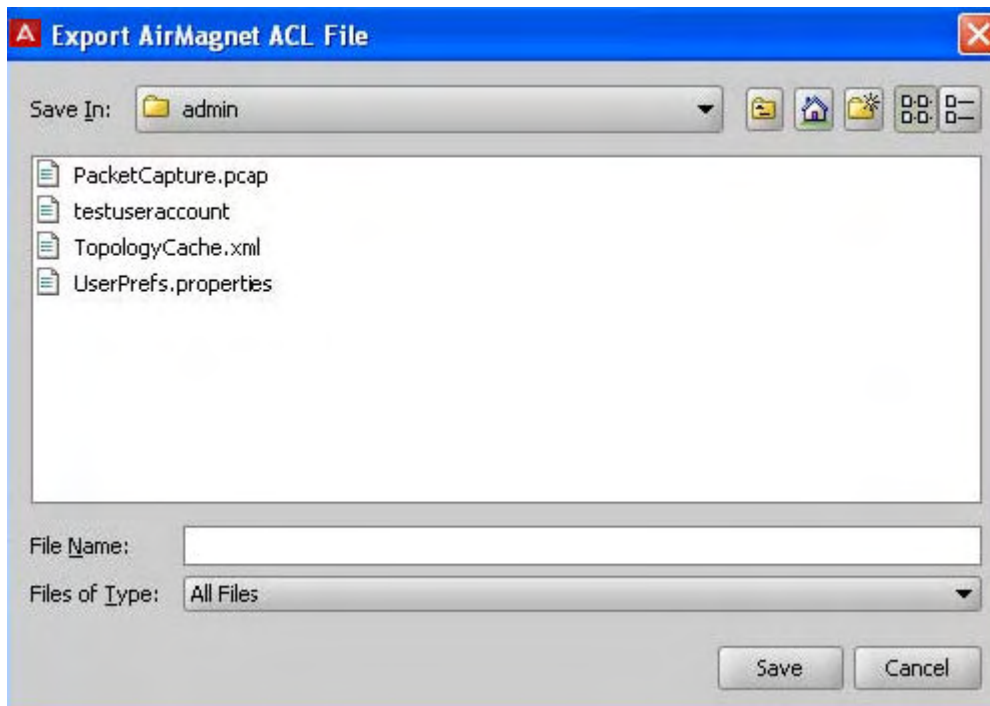 Export AirMagnet ACL File
Save In: admin
PacketCapture.pcap
testuseraccount
TopologyCache.xml
UserPrefs.properties
File Name:
Files of Type: All Files
Save Cancel